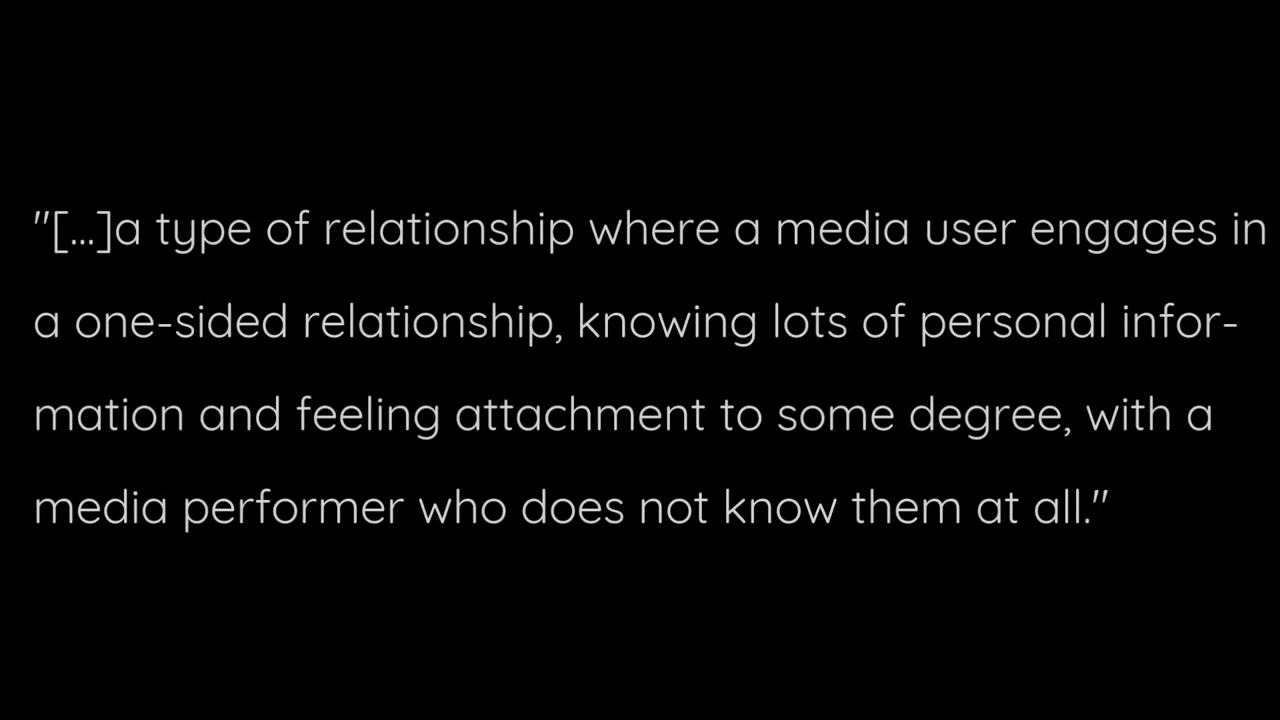 "[...]a type of relationship where a media user engages in
a one-sided relationship, knowing lots of personal infor-
mation and feeling attachment to some degree, with a
media performer who does not know them at all."